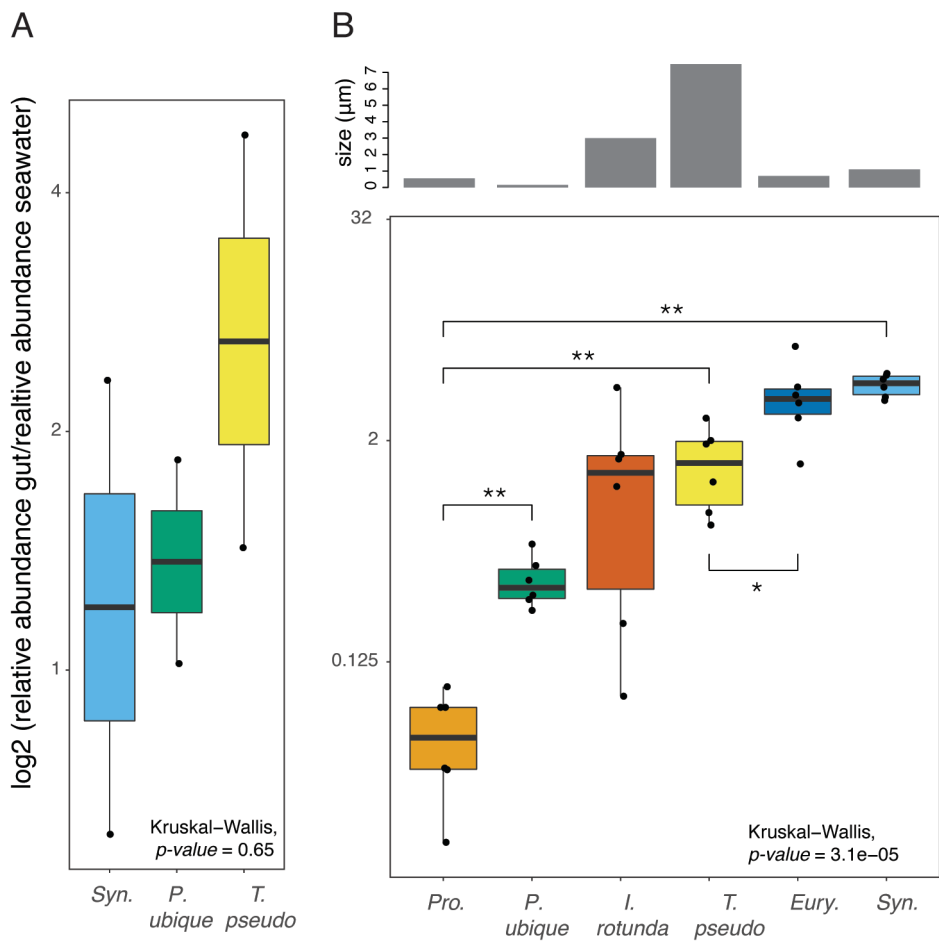 A
B
log2 (relative abundance gut/realtive abundance seawater)
4
2
1
Kruskal−Wallis,
p-value = 0.65
Syn.
P.
ubique
T.
pseudo
size (μm)
7
6
5
4
3
2
1
0
32
2
0.125
**
**
**
*
Kruskal−Wallis,
p-value = 3.1e−05
Pro.
P.
ubique
I.
rotunda
T.
pseudo
Eury.
Syn.